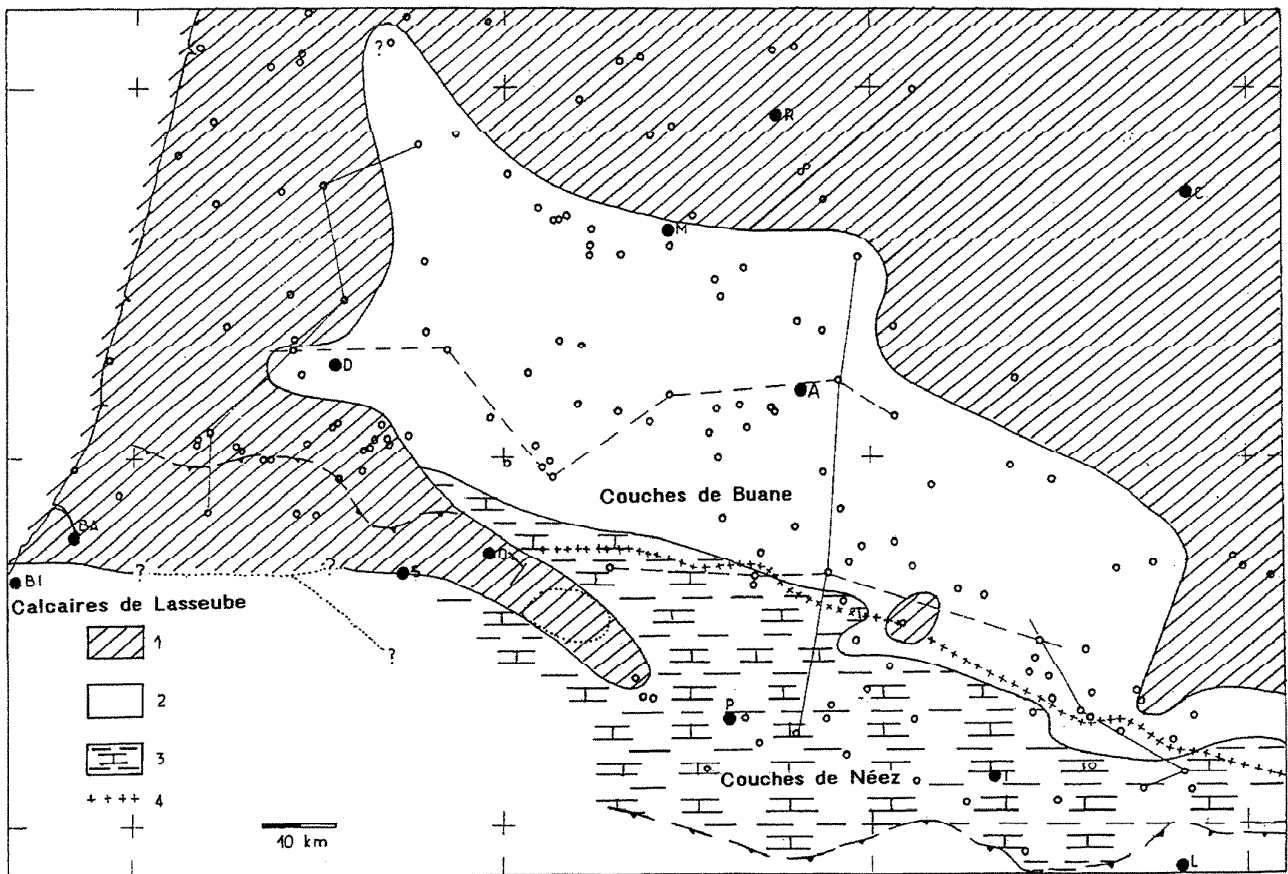 ?
R
C
M
D
A
Couches de Buane
BA
?
?
S
O
BI
Calcaires de Lasseube
1
?
2
P
3
Couches de Néez
T
4
10 km
L